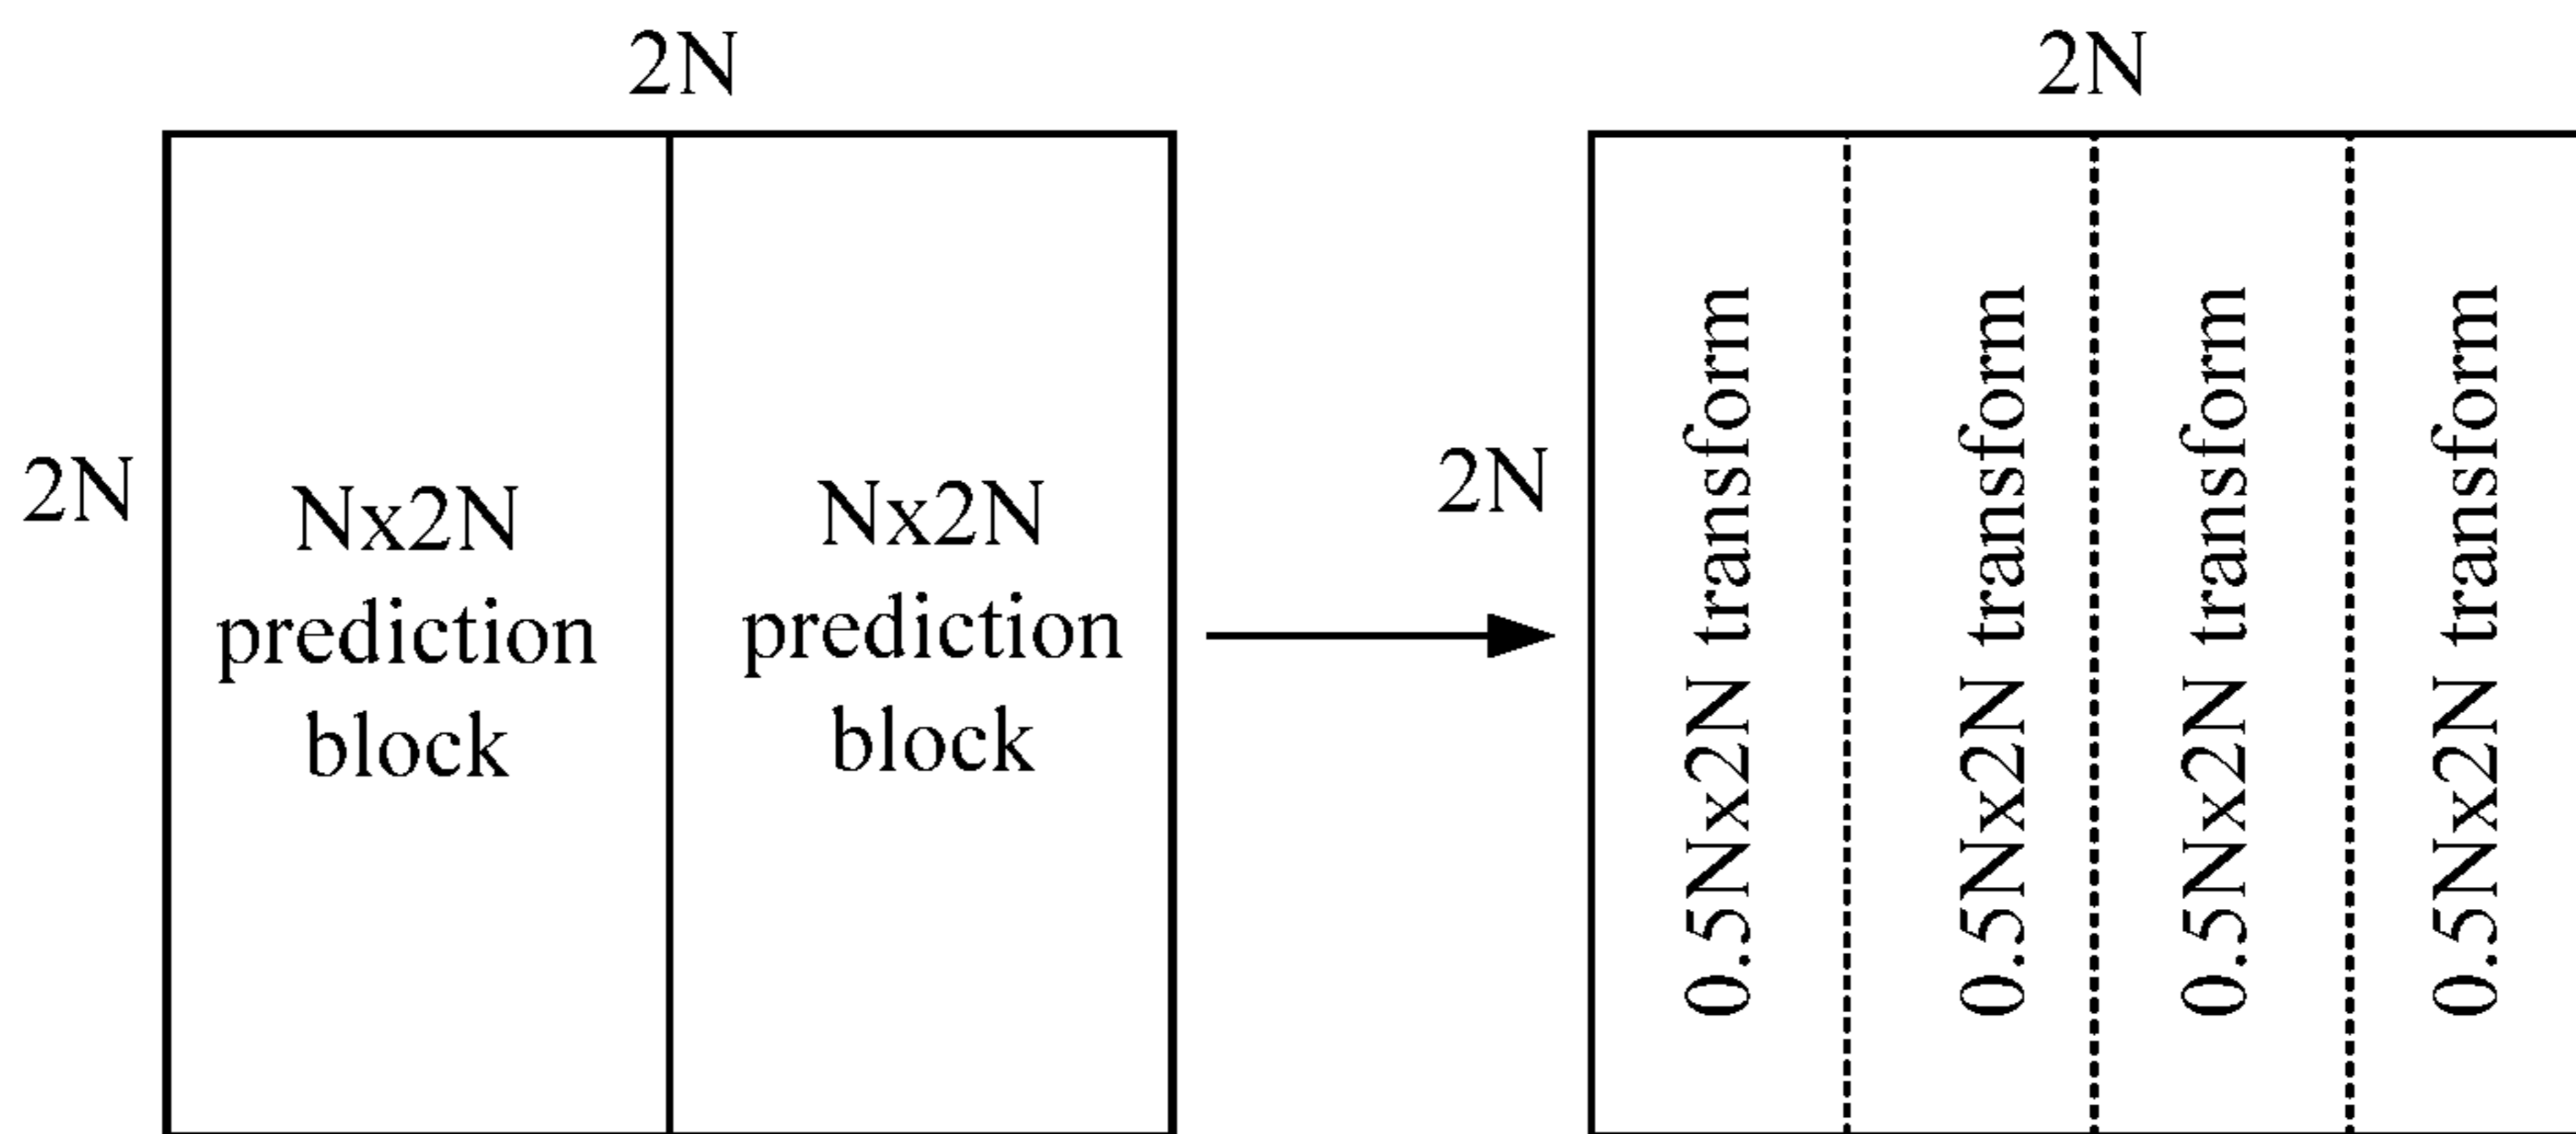 2N
2N
Nx2N
prediction
block
Nx2N
prediction
block
2N
2N
0.5Nx2N transform
0.5Nx2N transform
0.5Nx2N transform
0.5Nx2N transform